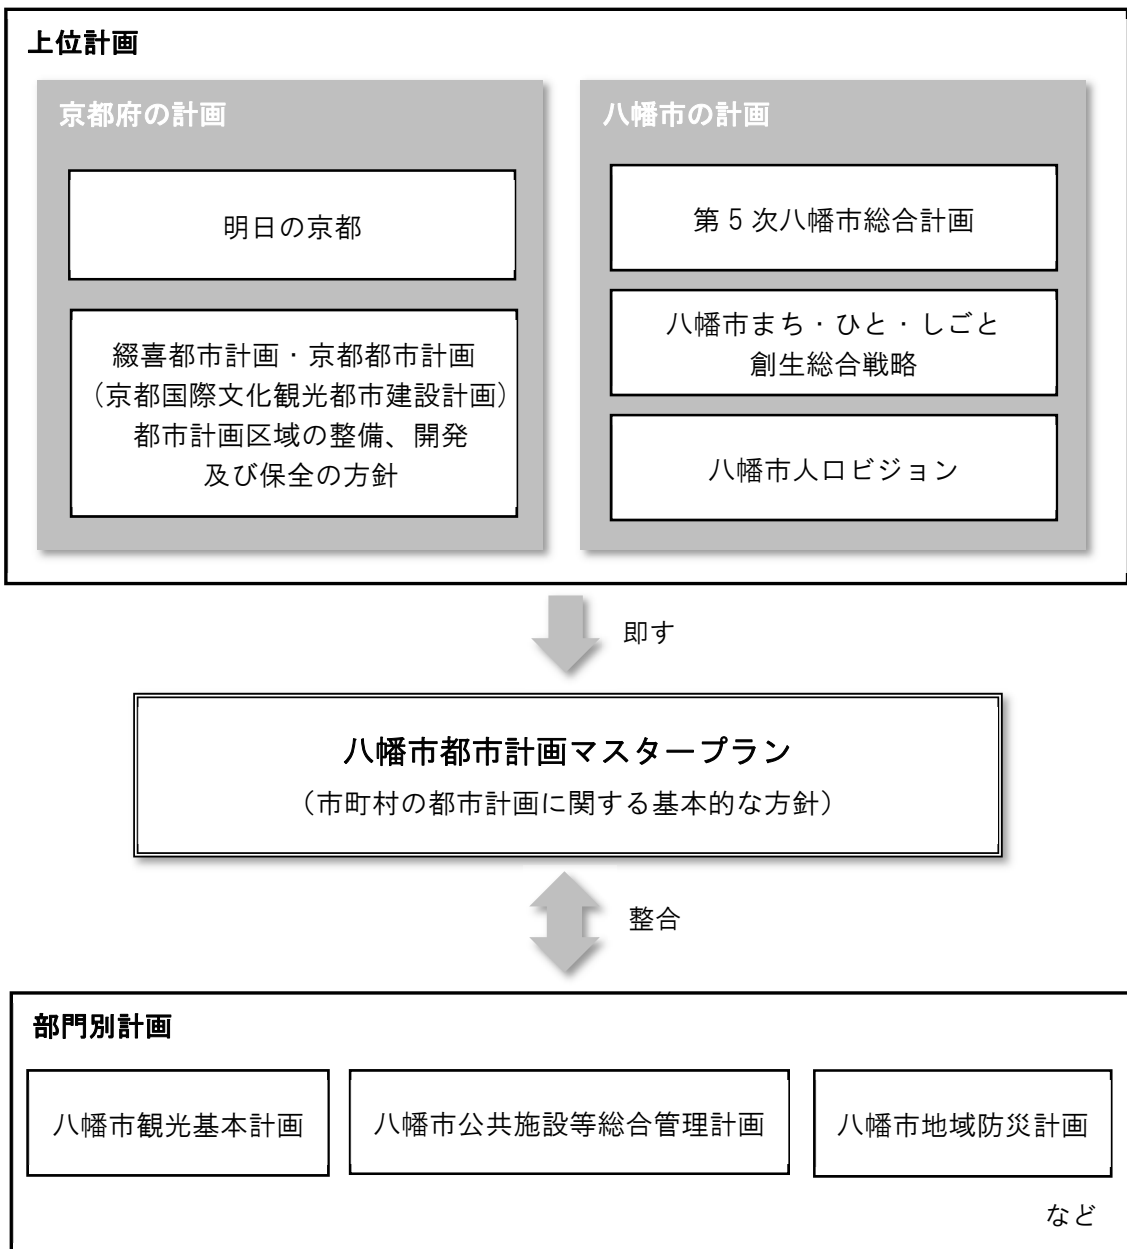 上位計画
京都府の計画
明日の京都
綴喜都市計画・京都都市計画
（京都国際文化観光都市建設計画）
都市計画区域の整備、開発
及び保全の方針
八幡市の計画
第5次八幡市総合計画
八幡市まち・ひと・しごと
創生総合戦略
八幡市人口ビジョン
即す
八幡市都市計画マスタープラン
（市町村の都市計画に関する基本的な方針）
整合
部門別計画
八幡市観光基本計画
八幡市公共施設等総合管理計画
八幡市地域防災計画
など